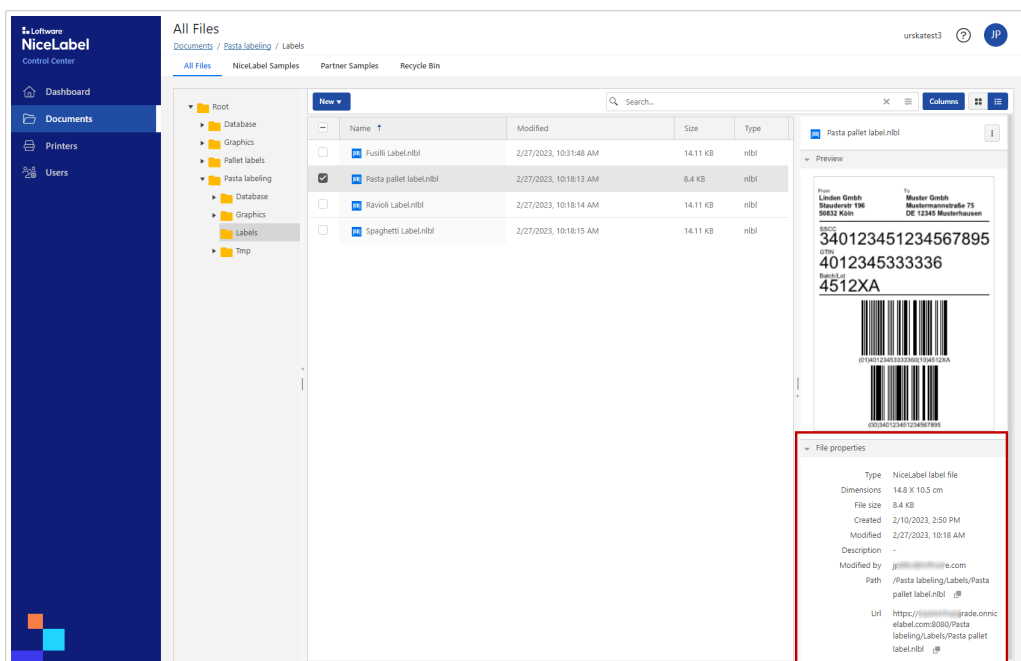 Loftware
NiceLabel
Control Center
Dashboard
Documents
Printers
Users
All Files
Documents / Pasta labeling / Labels
urskatest3
?
JP
All Files NiceLabel Samples Partner Samples Recycle Bin
Root
Database
Graphics
Pallet labels
Pasta labeling
Database
Graphics
Labels
Tmp
New
Search...
Columns
Name Modified Size Type
Fusilli Label.nlbl 2/27/2023, 10:31:48 AM 14.11 KB nlbl
Pasta pallet label.nlbl 2/27/2023, 10:18:13 AM 8.4 KB nlbl
Ravioli Label.nlbl 2/27/2023, 10:18:14 AM 14.11 KB nlbl
Spaghetti Label.nlbl 2/27/2023, 10:18:15 AM 14.11 KB nlbl
Pasta pallet label.nlbl
Preview
From To
Linden Gmbh Muster Gmbh
Stauderstr 196 Mustermannstraße 75
50832 Köln DE 12345 Musterhausen
SSCC
340123451234567895
GTIN
4012345333336
Batch/Lot
4512XA
(01)40123453333360(10)4512XA
(00)340123451234567895
File properties
Type NiceLabel label file
Dimensions 14.8 X 10.5 cm
File size 8.4 KB
Created 2/10/2023, 2:50 PM
Modified 2/27/2023, 10:18 AM
Description -
Modified by jp e.com
Path /Pasta labeling/Labels/Pasta
pallet label.nlbl
Url https:// grade.onnic
elabel.com:8080/Pasta
labeling/Labels/Pasta pallet
label.nlbl